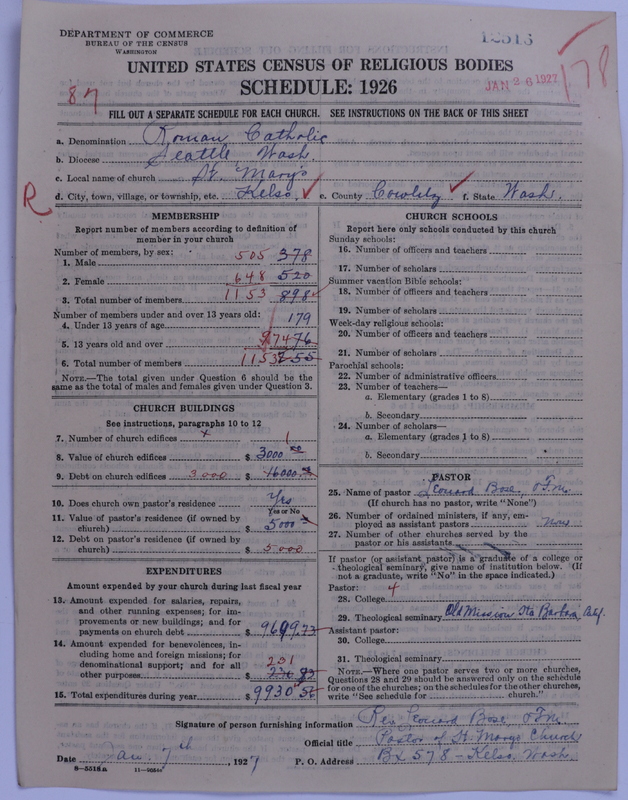 DEPARTMENT OF COMMERCE
BUREAU OF THE CENSUS
WASHINGTON
12513
UNITED STATES CENSUS OF RELIGIOUS BODIES
SCHEDULE: 1926
JAN 26 1927
178
87
FILL OUT A SEPARATE SCHEDULE FOR EACH CHURCH. SEE INSTRUCTIONS ON THE BACK OF THIS SHEET
a. Denomination Roman Catholic
b. Diocese Seattle Wash.
c. Local name of church St. Mary's
R
d. City, town, village, or township, etc. Kelso. e. County Cowlitz f. State Wash.
MEMBERSHIP
Report number of members according to definition of member in your church
Number of members, by sex:
1. Male 505 378
2. Female 648 520
3. Total number of members 1153 898
Number of members under and over 13 years old:
4. Under 13 years of age 179
5. 13 years old and over 974
6. Total number of members 1153
NOTE.—The total given under Question 6 should be the
same as the total of males and females given under Question 3.
CHURCH BUILDINGS
See instructions, paragraphs 10 to 12
7. Number of church edifices 1
8. Value of church edifices $ 3000
9. Debt on church edifices 3000 $ 16000
10. Does church own pastor's residence Yes
Yes or No
11. Value of pastor's residence (if owned by
church) $ 5000
12. Debt on pastor's residence (if owned by
church) $ 5000
EXPENDITURES
Amount expended by your church during last fiscal year
13. Amount expended for salaries, repairs,
and other running expenses; for im-
provements or new buildings; and for
payments on church debt $ 9699.73
14. Amount expended for benevolences, in-
cluding home and foreign missions; for
denominational support; and for all
other purposes $ 231
15. Total expenditures during year $ 9930
CHURCH SCHOOLS
Report here only schools conducted by this church
Sunday schools:
16. Number of officers and teachers
17. Number of scholars
Summer vacation Bible schools:
18. Number of officers and teachers
19. Number of scholars
Week-day religious schools:
20. Number of officers and teachers
21. Number of scholars
Parochial schools:
22. Number of administrative officers
23. Number of teachers—
a. Elementary (grades 1 to 8)
b. Secondary
24. Number of scholars—
a. Elementary (grades 1 to 8)
b. Secondary
PASTOR
25. Name of pastor Leonard Bose, O.F.M.
(If church has no pastor, write "None")
26. Number of ordained ministers, if any, em-
ployed as assistant pastors None
27. Number of other churches served by the
pastor or his assistants
If pastor (or assistant pastor) is a graduate of a college or
theological seminary, give name of institution below. (If
not a graduate, write "No" in the space indicated.)
Pastor: 4
28. College
29. Theological seminary Old Mission Sta Barbara Calif.
Assistant pastor:
30. College
31. Theological seminary
NOTE.—Where one pastor serves two or more churches,
Questions 28 and 29 should be answered only on the schedule
for one of the churches; on the schedules for the other churches,
write "See schedule for church."
Signature of person furnishing information Rev. Leonard Bose, O.F.M.
Official title Pastor of St. Marys Church
Date Jan. 7th, 1927 P. O. Address Bx 578 - Kelso, Wash.
8—5518a